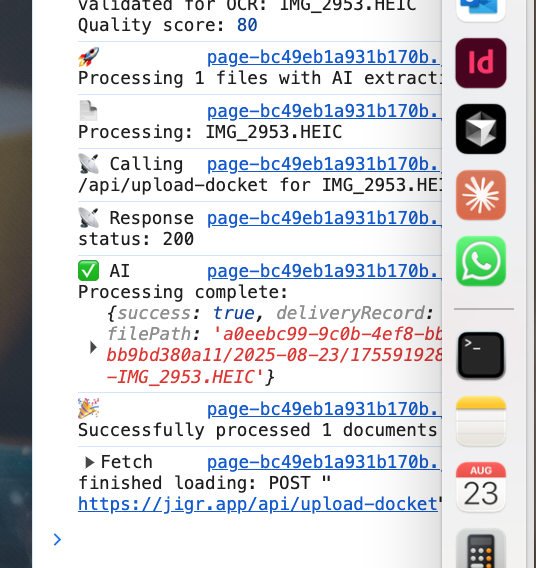 validated for OCR: IMG_2953.HEIC
Quality score: 80
🚀 page-bc49eb1a931b170b.
Processing 1 files with AI extracti
page-bc49eb1a931b170b.
Processing: IMG_2953.HEIC
📡 Calling page-bc49eb1a931b170b.
/api/upload-docket for IMG_2953.HEI
📡 Response page-bc49eb1a931b170b.
status: 200
✅ AI page-bc49eb1a931b170b.
Processing complete:
{success: true, deliveryRecord:
filePath: 'a0eebc99-9c0b-4ef8-bb
bb9bd380a11/2025-08-23/175591928
-IMG_2953.HEIC'}
🎉 page-bc49eb1a931b170b.
Successfully processed 1 documents
Fetch page-bc49eb1a931b170b.
finished loading: POST "
https://jigr.app/api/upload-docket"
Id
>_
AUG
23